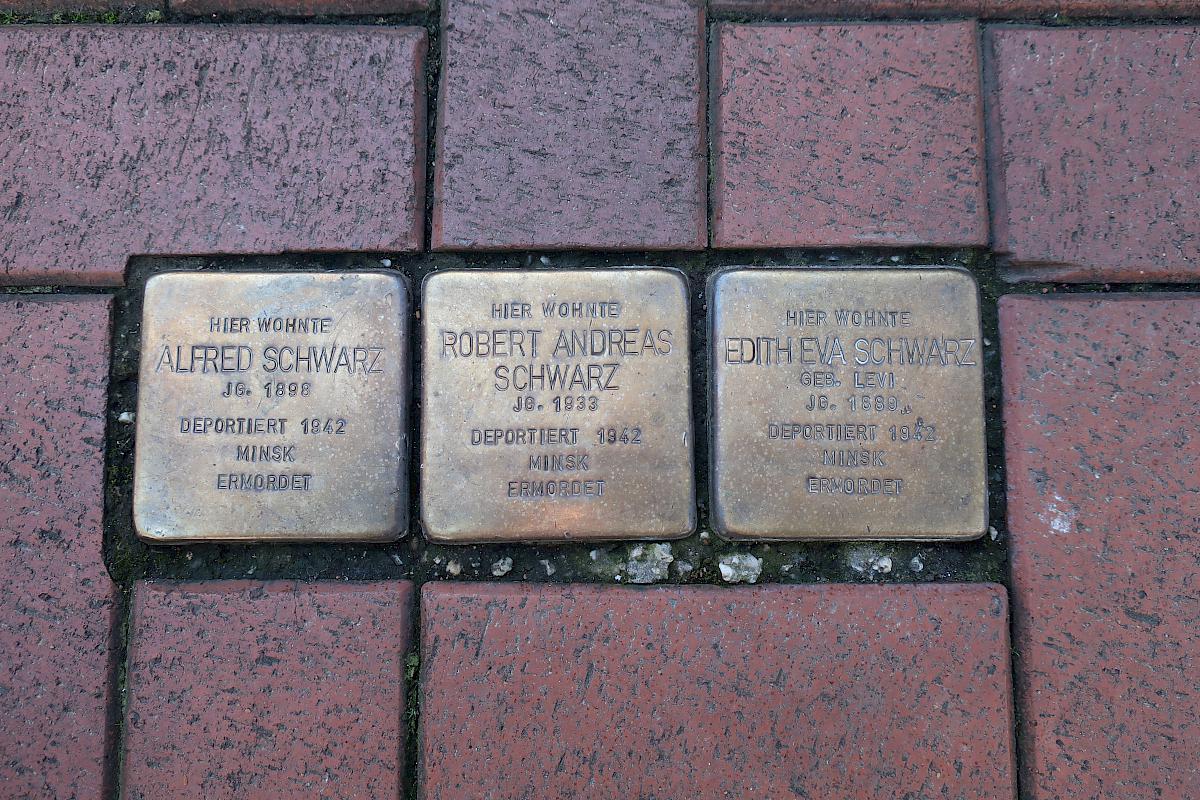 HIER WOHNTE
ALFRED SCHWARZ
JG. 1898
DEPORTIERT 1942
MINSK
ERMORDET
HIER WOHNTE
ROBERT ANDREAS
SCHWARZ
JG. 1933
DEPORTIERT 1942
MINSK
ERMORDET
HIER WOHNTE
EDITH EVA SCHWARZ
GEB. LEVI
JG.
DEPORTIERT 1942
MINSK
ERMORDET